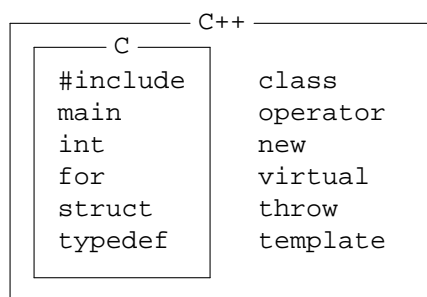 C++
C
#include class
main operator
int new
for virtual
struct throw
typedef template